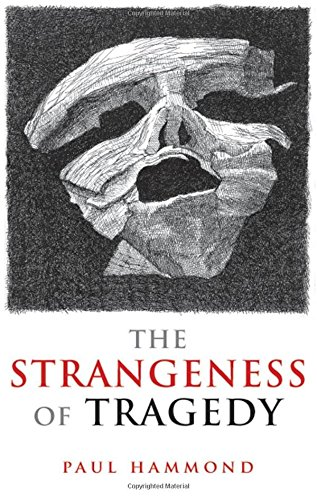 THE
STRANGENESS
OF TRAGEDY
PAUL HAMMOND